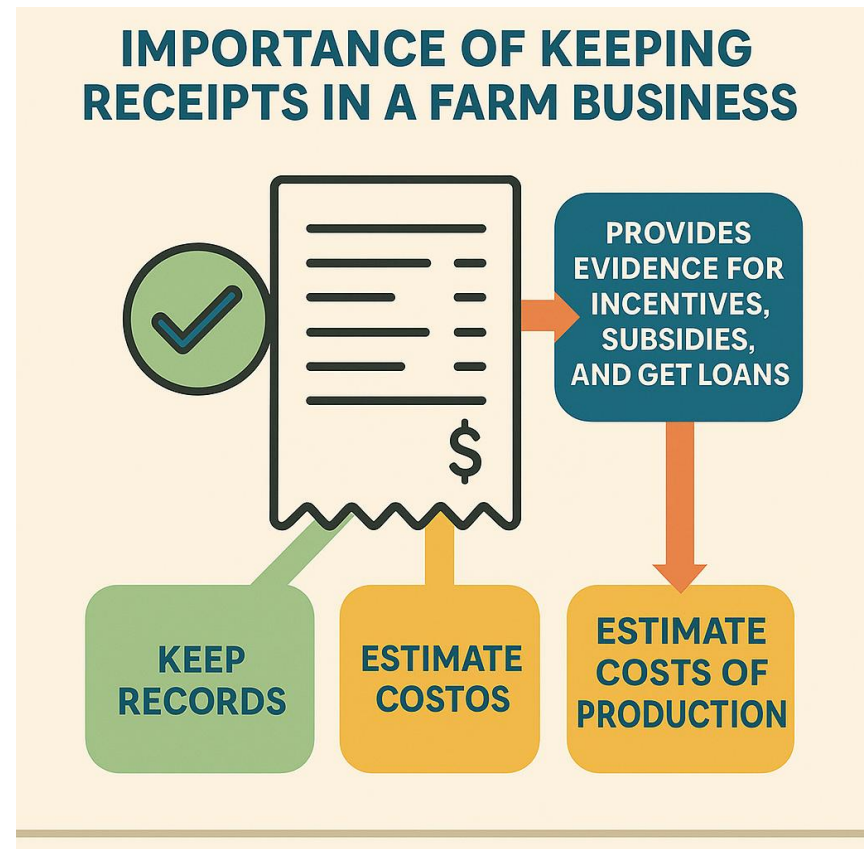 IMPORTANCE OF KEEPING
RECEIPTS IN A FARM BUSINESS
$
PROVIDES
EVIDENCE FOR
INCENTIVES,
SUBSIDIES,
AND GET LOANS
KEEP
RECORDS
ESTIMATE
COSTOS
ESTIMATE
COSTS OF
PRODUCTION